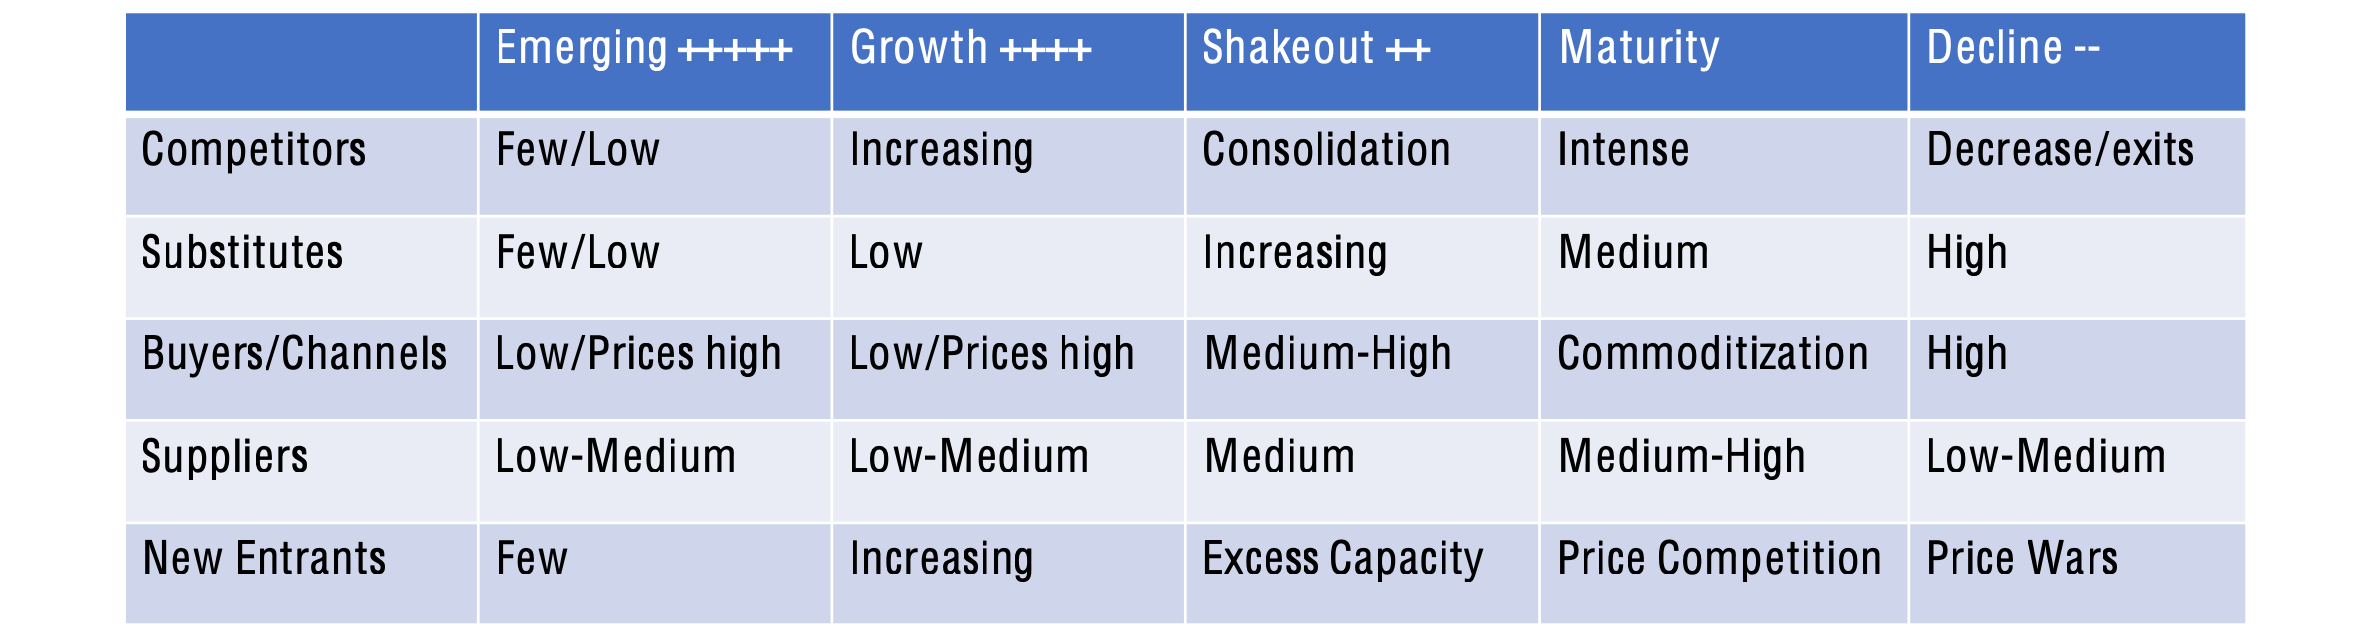 Emerging +++++ Growth ++++ Shakeout ++ Maturity Decline --
Competitors Few/Low Increasing Consolidation Intense Decrease/exits
Substitutes Few/Low Low Increasing Medium High
Buyers/Channels Low/Prices high Low/Prices high Medium-High Commoditization High
Suppliers Low-Medium Low-Medium Medium Medium-High Low-Medium
New Entrants Few Increasing Excess Capacity Price Competition Price Wars